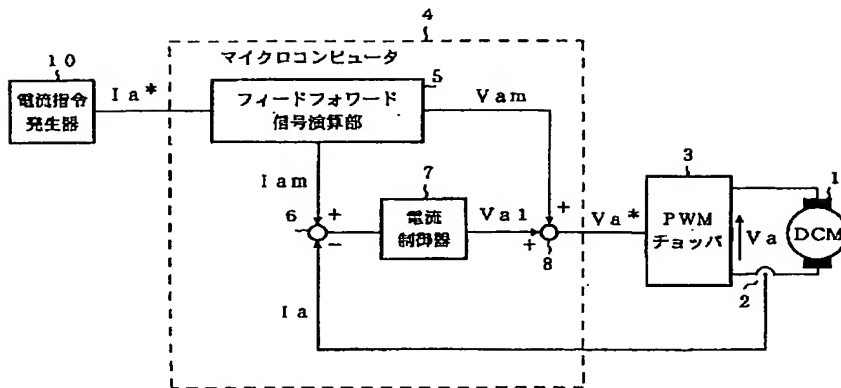 4
マイクロコンピュータ
10
電流指令
発生器
Ia*
5
フィードフォワード
信号演算部
Vam
Iam
7
電流
制御器
6
+
-
Va1
+
+
8
Va*
3
PWM
チョッパ
Va
1
DCM
2
Ia